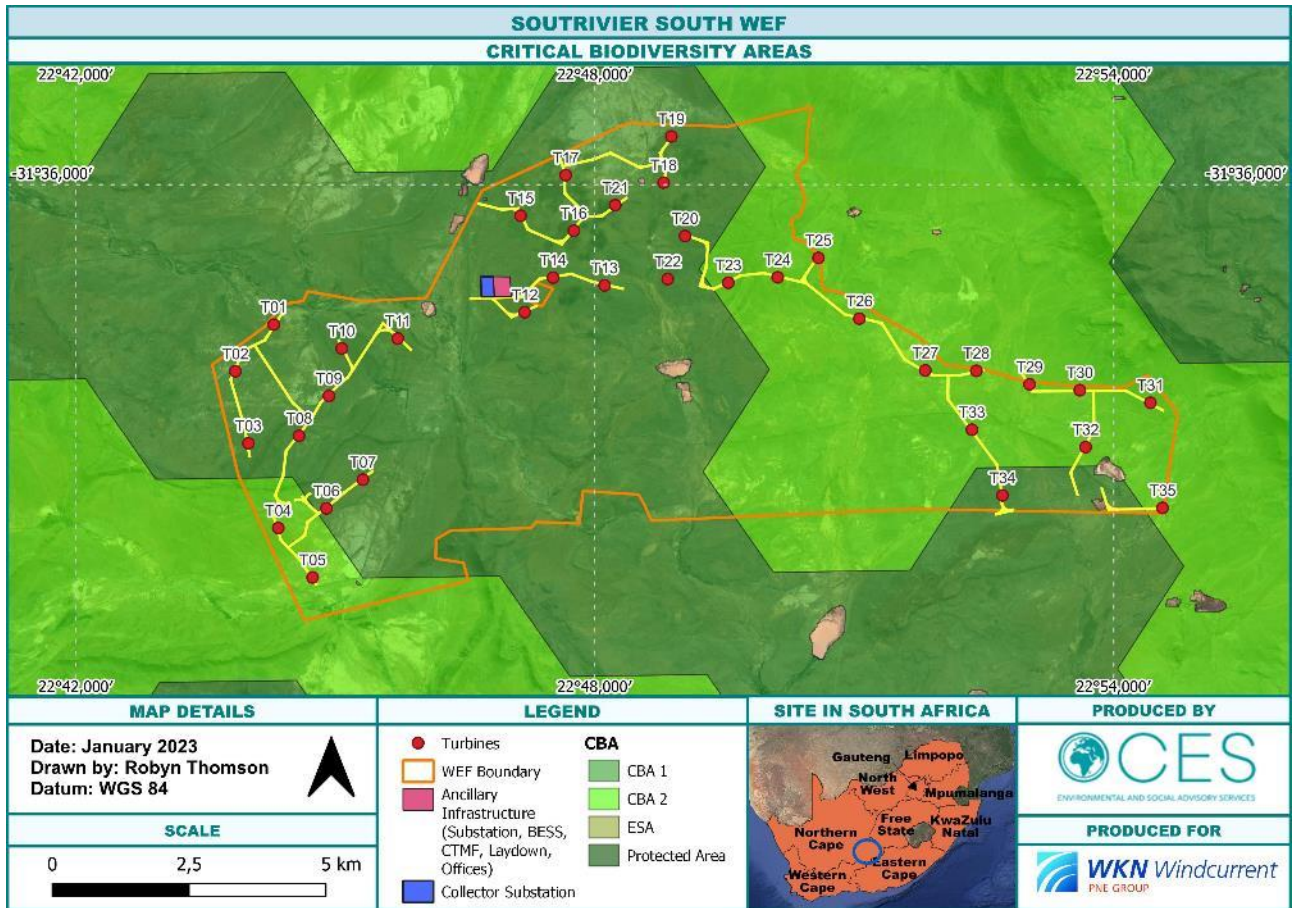 SOUTRIVIER SOUTH WEF
CRITICAL BIODIVERSITY AREAS
22°42,000′
22°48,000′
22°54,000′
-31°36,000′
-31°36,000′
T19
T17
T18
T15
T21
T16
T20
T25
T14
T13
T22
T23
T24
T12
T01
T10
T11
T26
T02
T27
T28
T29
T30
T31
T09
T03
T08
T33
T32
T07
T06
T34
T35
T04
T05
22°42,000′
22°48,000′
22°54,000′
MAP DETAILS
Date: January 2023
Drawn by: Robyn Thomson
Datum: WGS 84
SCALE
0 2,5 5 km
LEGEND
Turbines
WEF Boundary
Ancillary
Infrastructure
(Substation, BESS,
CTMF, Laydown,
Offices)
Collector Substation
CBA
CBA 1
CBA 2
ESA
Protected Area
SITE IN SOUTH AFRICA
Limpopo
Gauteng
North
West
Mpumalanga
Free
State
KwaZulu
Natal
Northern
Cape
Eastern
Cape
Western
Cape
PRODUCED BY
CES
ENVIRONMENTAL AND SOCIAL ADVISORY SERVICES
PRODUCED FOR
WKN Windcurrent
PNE GROUP